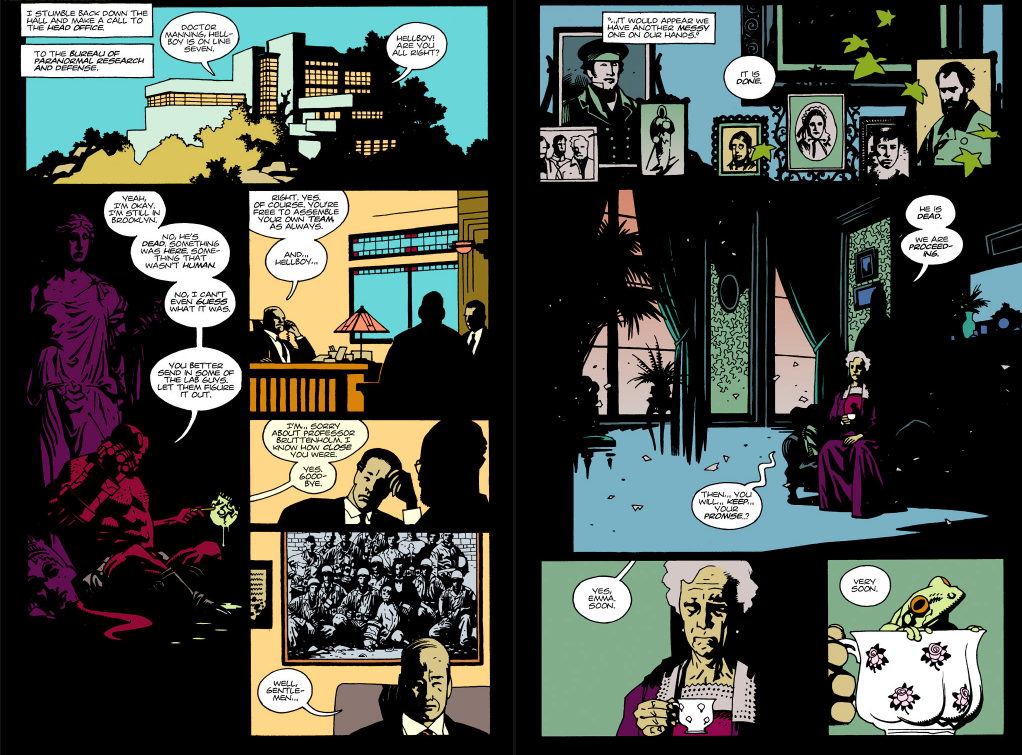 I STUMBLE BACK DOWN THE
HALL AND MAKE A CALL TO
THE HEAD OFFICE.
TO THE BUREAU OF
PARANORMAL RESEARCH
AND DEFENSE.
DOCTOR
MANNING, HELL-
BOY IS ON LINE
SEVEN.
HELLBOY!
ARE YOU
ALL RIGHT?
YEAH,
I'M OKAY.
I'M STILL IN
BROOKLYN.
NO, HE'S
DEAD. SOMETHING
WAS HERE. SOME-
THING THAT
WASN'T HUMAN.
NO, I CAN'T
EVEN GUESS
WHAT IT WAS.
YOU BETTER
SEND IN SOME OF
THE LAB GUYS.
LET THEM FIGURE
IT OUT.
RIGHT. YES.
OF COURSE, YOU'RE
FREE TO ASSEMBLE
YOUR OWN TEAM
AS ALWAYS.
AND...
HELLBOY...
I'M... SORRY
ABOUT PROFESSOR
BRUTTENHOLM. I
KNOW HOW CLOSE
YOU WERE.
YES.
GOOD-
BYE.
WELL,
GENTLE-
MEN...
"...IT WOULD APPEAR WE
HAVE ANOTHER MESSY
ONE ON OUR HANDS."
IT IS
DONE.
HE IS
DEAD.
WE ARE
PROCEED-
ING.
THEN... YOU
WILL... KEEP...
YOUR
PROMISE..?
YES,
EMMA.
SOON.
VERY
SOON.